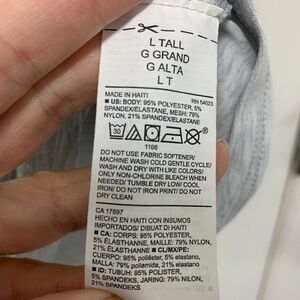 L TALL
G GRAND
G ALTA
L T
MADE IN HAITI RN 54023
■ US: BODY: 95% POLYESTER, 5%
SPANDEX/ELASTANE, MESH: 79%
NYLON, 21% SPANDEX/ELASTANE
30
1166
DO NOT USE FABRIC SOFTENER/
MACHINE WASH COLD GENTLE CYCLE/
WASH AND DRY WITH LIKE COLORS/
ONLY NON-CHLORINE BLEACH WHEN
NEEDED/ TUMBLE DRY LOW/ COOL
IRON/ DO NOT IRON PRINT/ DO NOT
DRY CLEAN
CA 17897
HECHO EN HAITI CON INSUMOS
IMPORTADOS/ DIBUAT DI HAITI
■ CA: CORPS: 95% POLYESTER,
5% ÉLASTHANNE, MAILLE: 79% NYLON,
21% ÉLASTHANNE ■ CL/MX/PE:
CUERPO: 95% poliéster, 5% elastano,
MALLA: 79% poliamida, 21% elastano
■ ID: TUBUH: 95% POLIESTER,
5% SPANDEKS, JARING: 79% NILON,
21% SPANDEKS